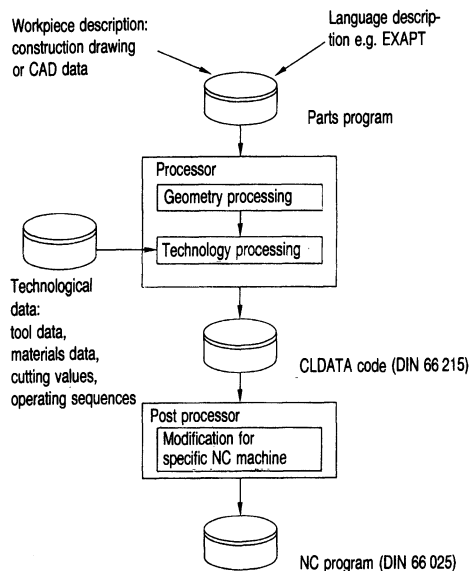 Workpiece description:
construction drawing
or CAD data
Language descrip-
tion e.g. EXAPT
Parts program
Processor
Geometry processing
Technology processing
Technological
data:
tool data,
materials data,
cutting values,
operating sequences
CLDATA code (DIN 66 215)
Post processor
Modification for
specific NC machine
NC program (DIN 66 025)